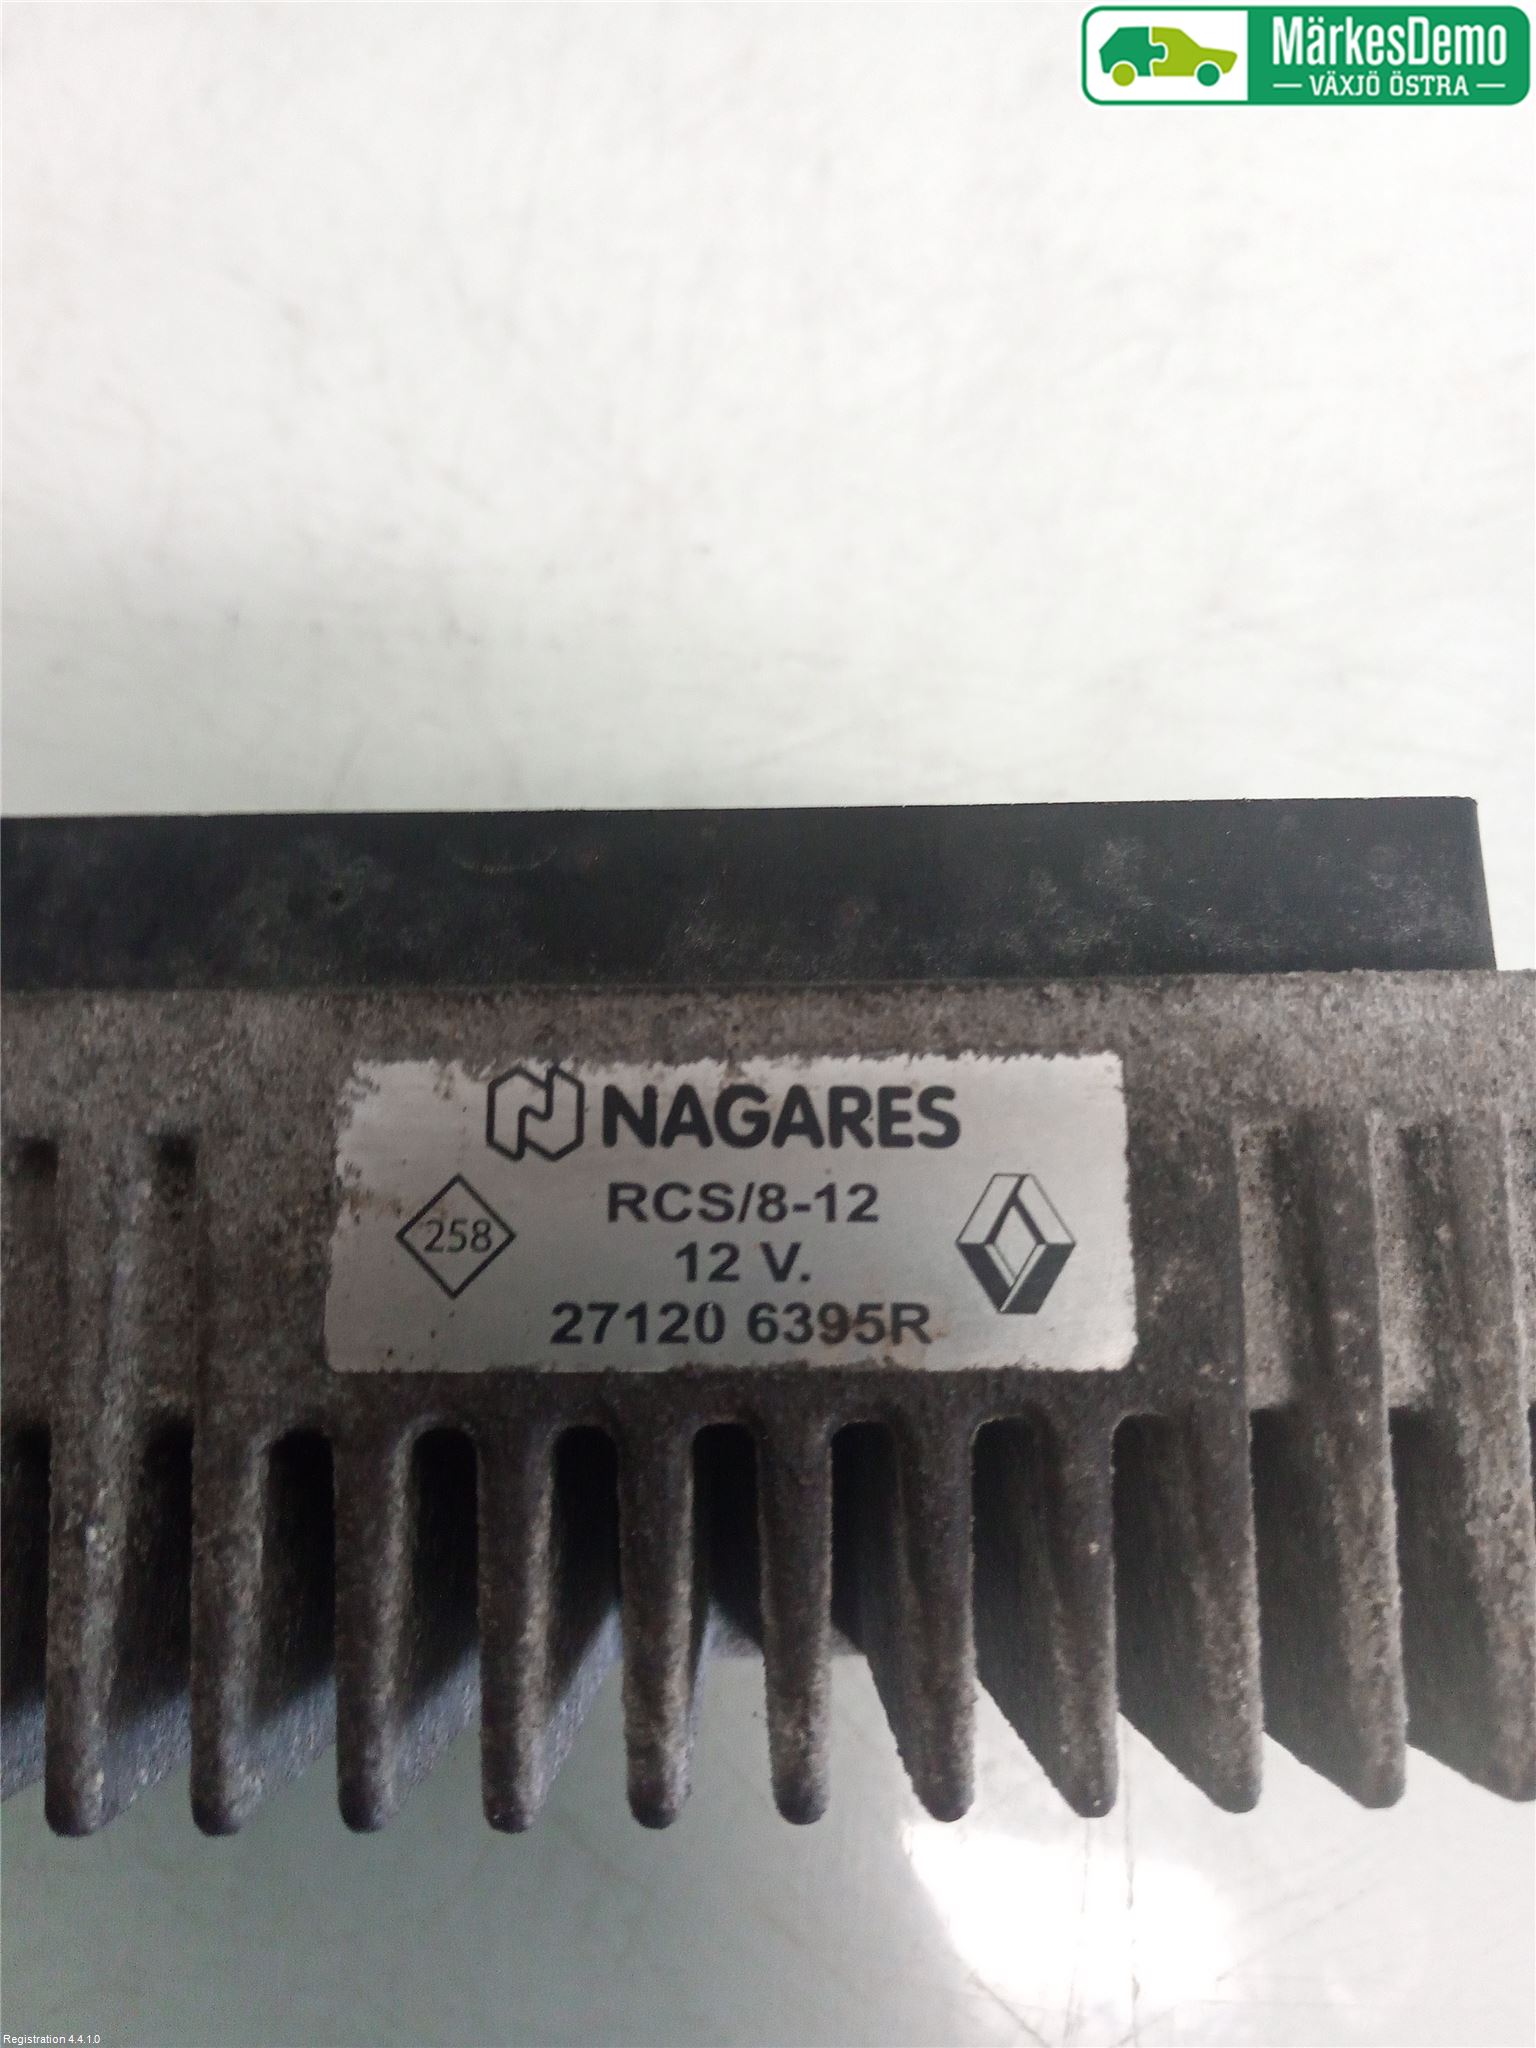 MärkesDemo
VÄXJÖ ÖSTRA
NAGARES
258
RCS/8-12
12 V.
27120 6395R
Registration 4.4.1.0